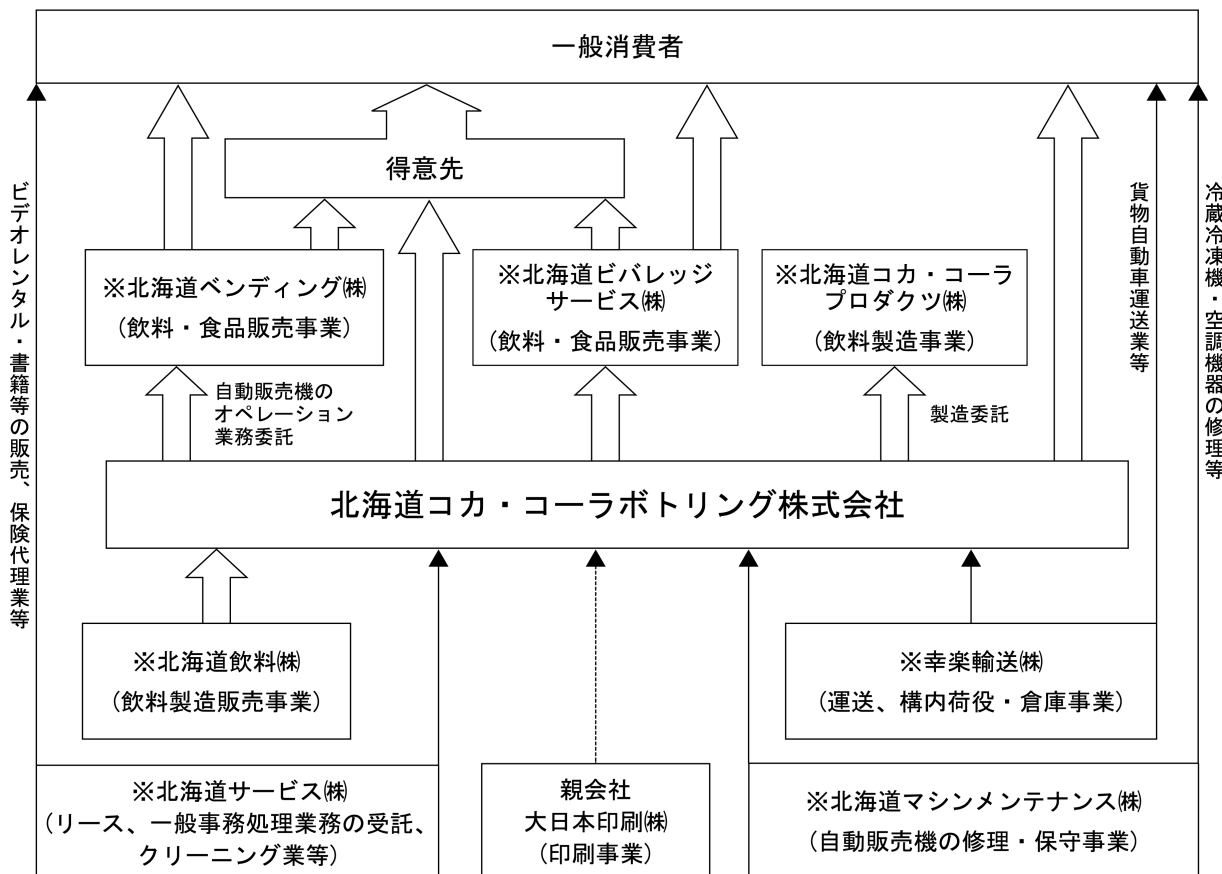 一般消費者
得意先
※北海道ベンディング㈱
(飲料・食品販売事業)
※北海道ビバレッジ
サービス㈱
(飲料・食品販売事業)
※北海道コカ・コーラ
プロダクツ㈱
(飲料製造事業)
ビデオレンタル・書籍等の販売、保険代理業等
貨物自動車運送業等
冷蔵冷凍機・空調機器の修理等
自動販売機の
オペレーション
業務委託
製造委託
北海道コカ・コーラボトリング株式会社
※北海道飲料㈱
(飲料製造販売事業)
※幸楽輸送㈱
(運送、構内荷役・倉庫事業)
※北海道サービス㈱
(リース、一般事務処理業務の受託、
クリーニング業等)
親会社
大日本印刷㈱
(印刷事業)
※北海道マシンメンテナンス㈱
(自動販売機の修理・保守事業)